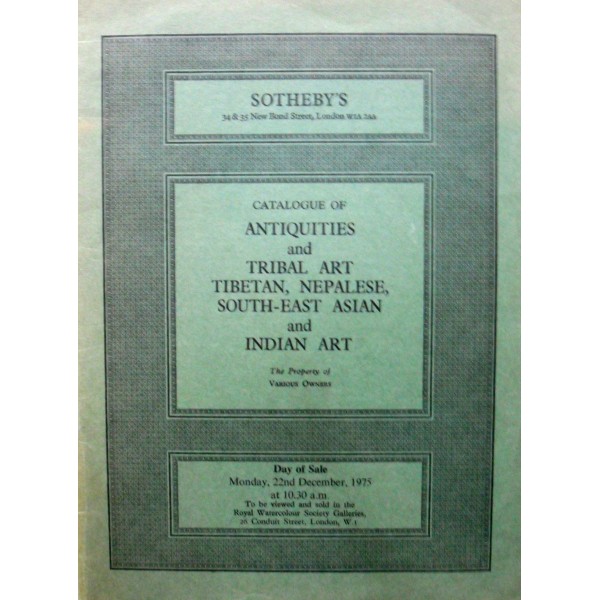 SOTHEBY'S
34 & 35 New Bond Street, London W1A 2AA
CATALOGUE OF
ANTIQUITIES
and
TRIBAL ART
TIBETAN, NEPALESE,
SOUTH-EAST ASIAN
and
INDIAN ART
The Property of
VARIOUS OWNERS
Day of Sale
Monday, 22nd December, 1975
at 10.30 a.m
To be viewed and sold in the
Royal Watercolour Society Galleries,
26 Conduit Street, London, W.1